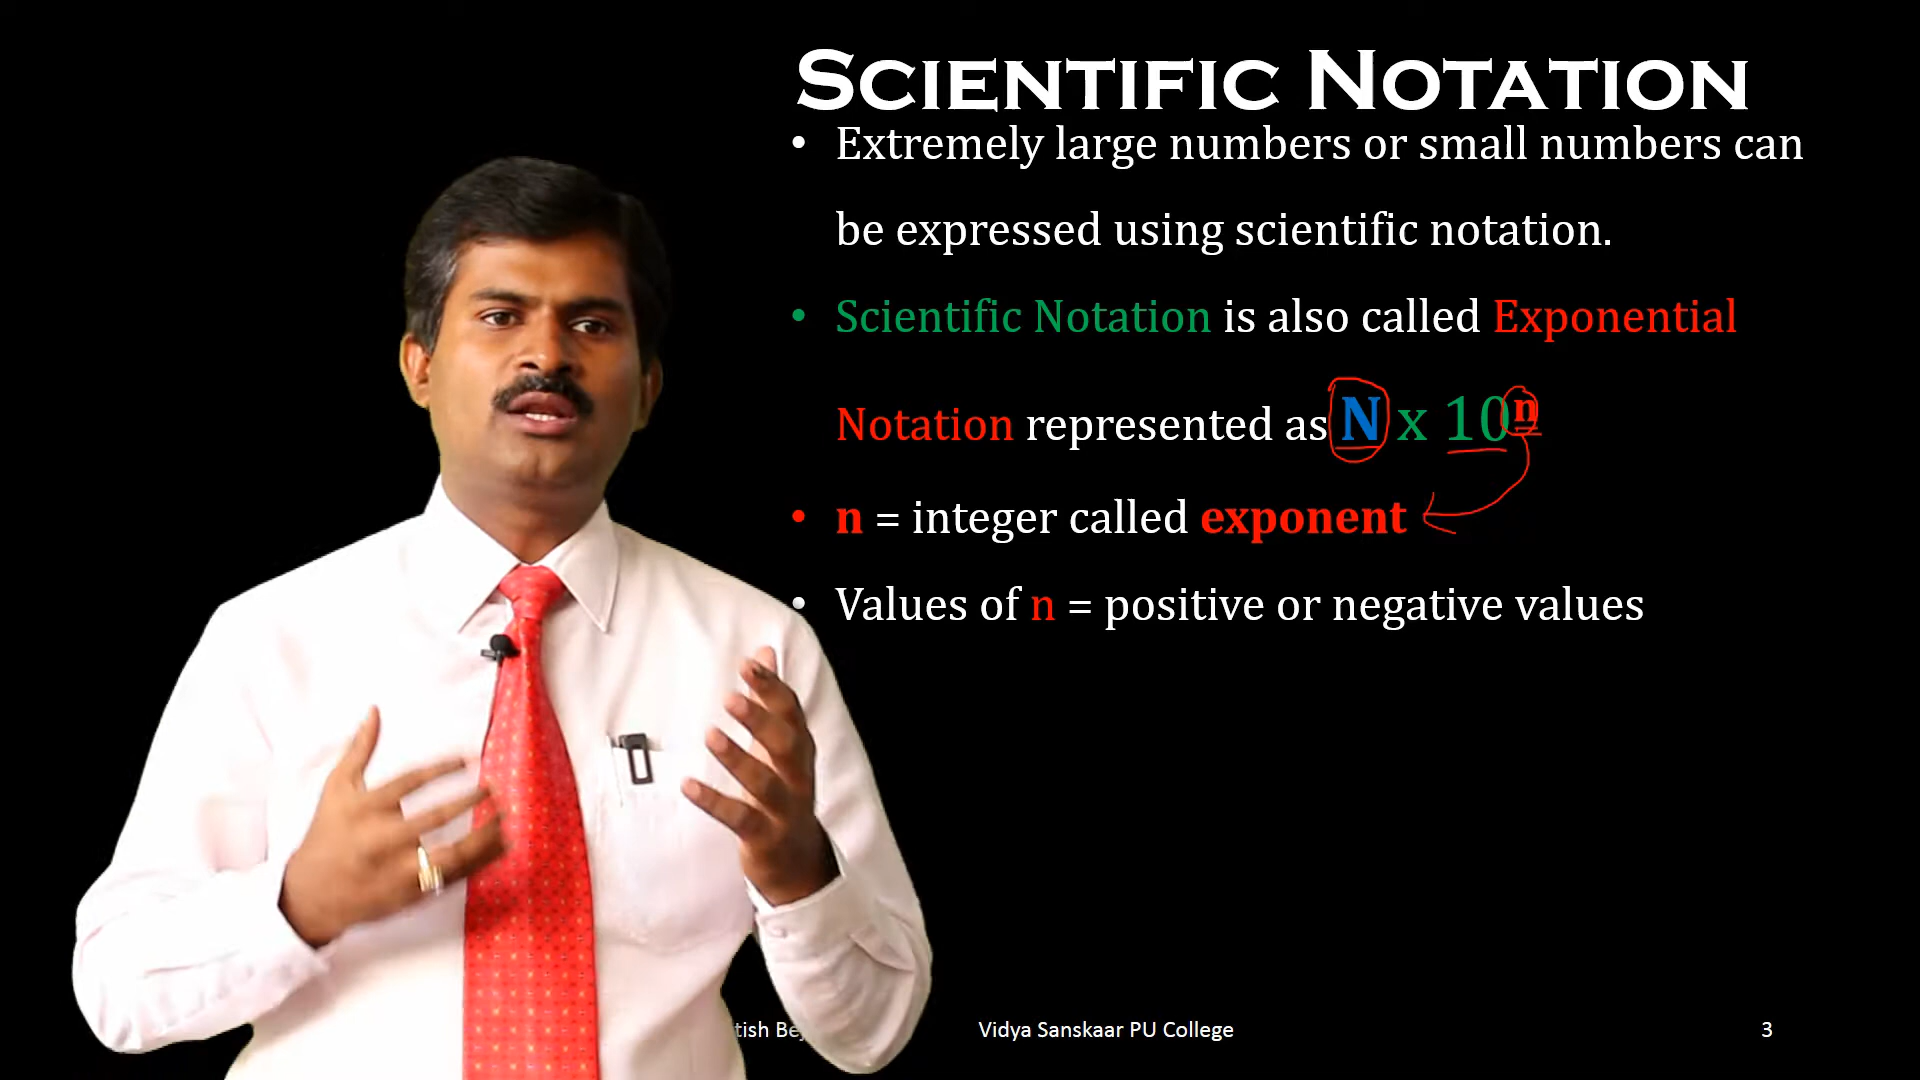 SCIENTIFIC NOTATION
• Extremely large numbers or small numbers can
be expressed using scientific notation.
• Scientific Notation is also called Exponential
Notation represented as N x 10ⁿ
• n = integer called exponent
• Values of n = positive or negative values
Vidya Sanskaar PU College
3